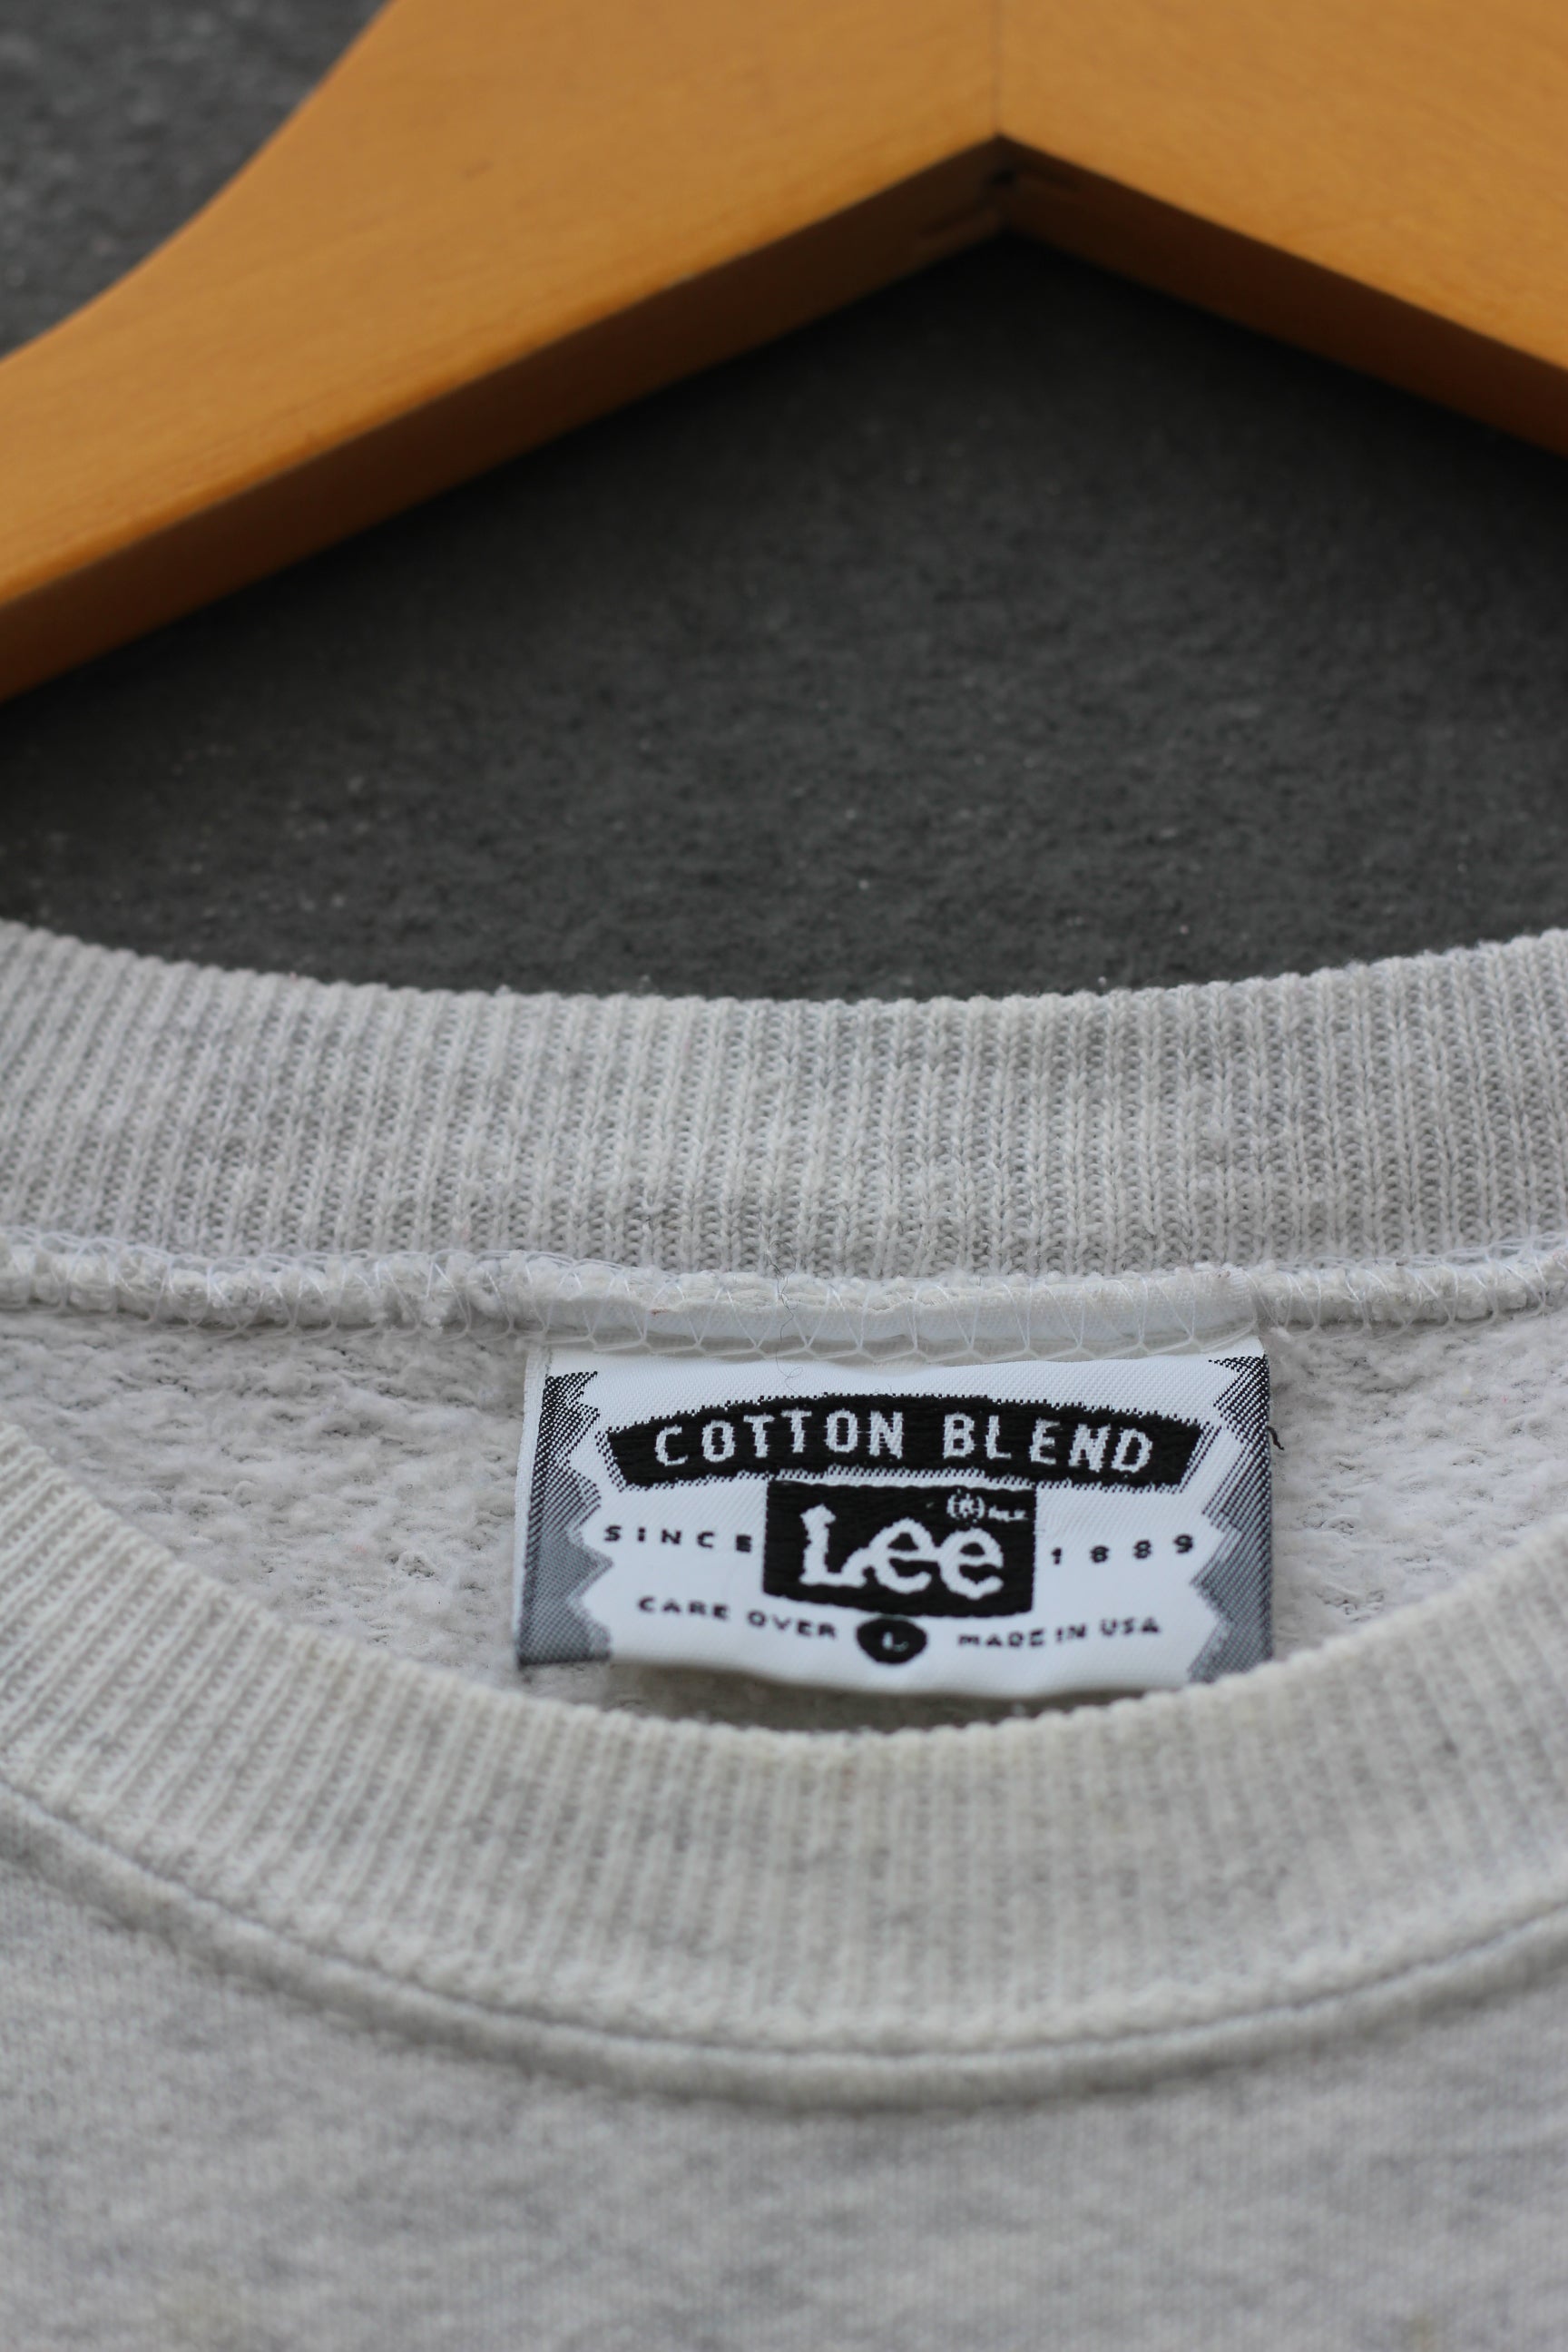 COTTON BLEND
Lee
SINCE 1889
CARE OVER L MADE IN USA